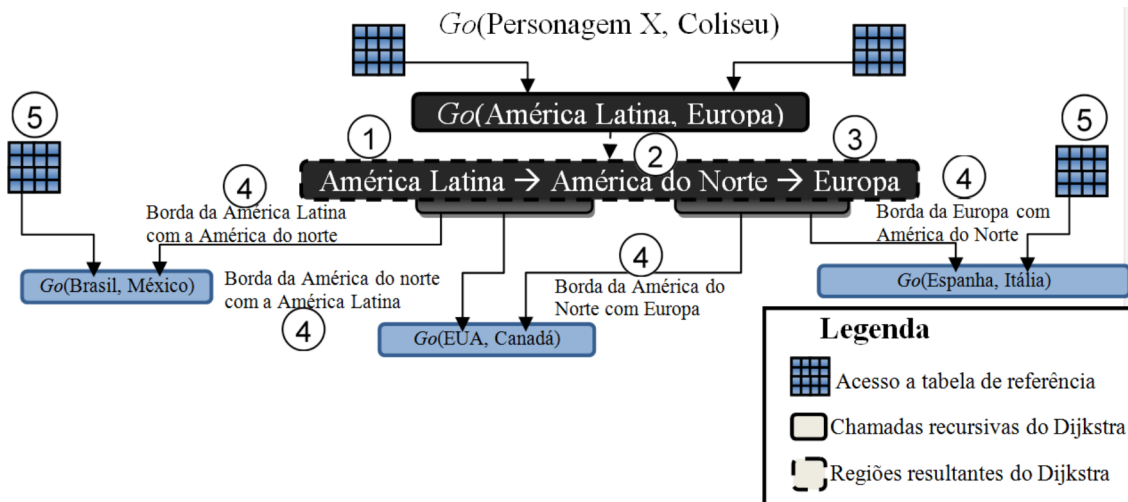 Go(Personagem X, Coliseu)
Go(América Latina, Europa)
5
1
2
3
5
América Latina → América do Norte → Europa
4
4
Borda da América Latina
com a América do norte
Borda da Europa com
América do Norte
4
Go(Brasil, México)
Borda da América do norte
com a América Latina
Borda da América do
Norte com Europa
Go(Espanha, Itália)
4
Go(EUA, Canadá)
Legenda
Acesso a tabela de referência
Chamadas recursivas do Dijkstra
Regiões resultantes do Dijkstra